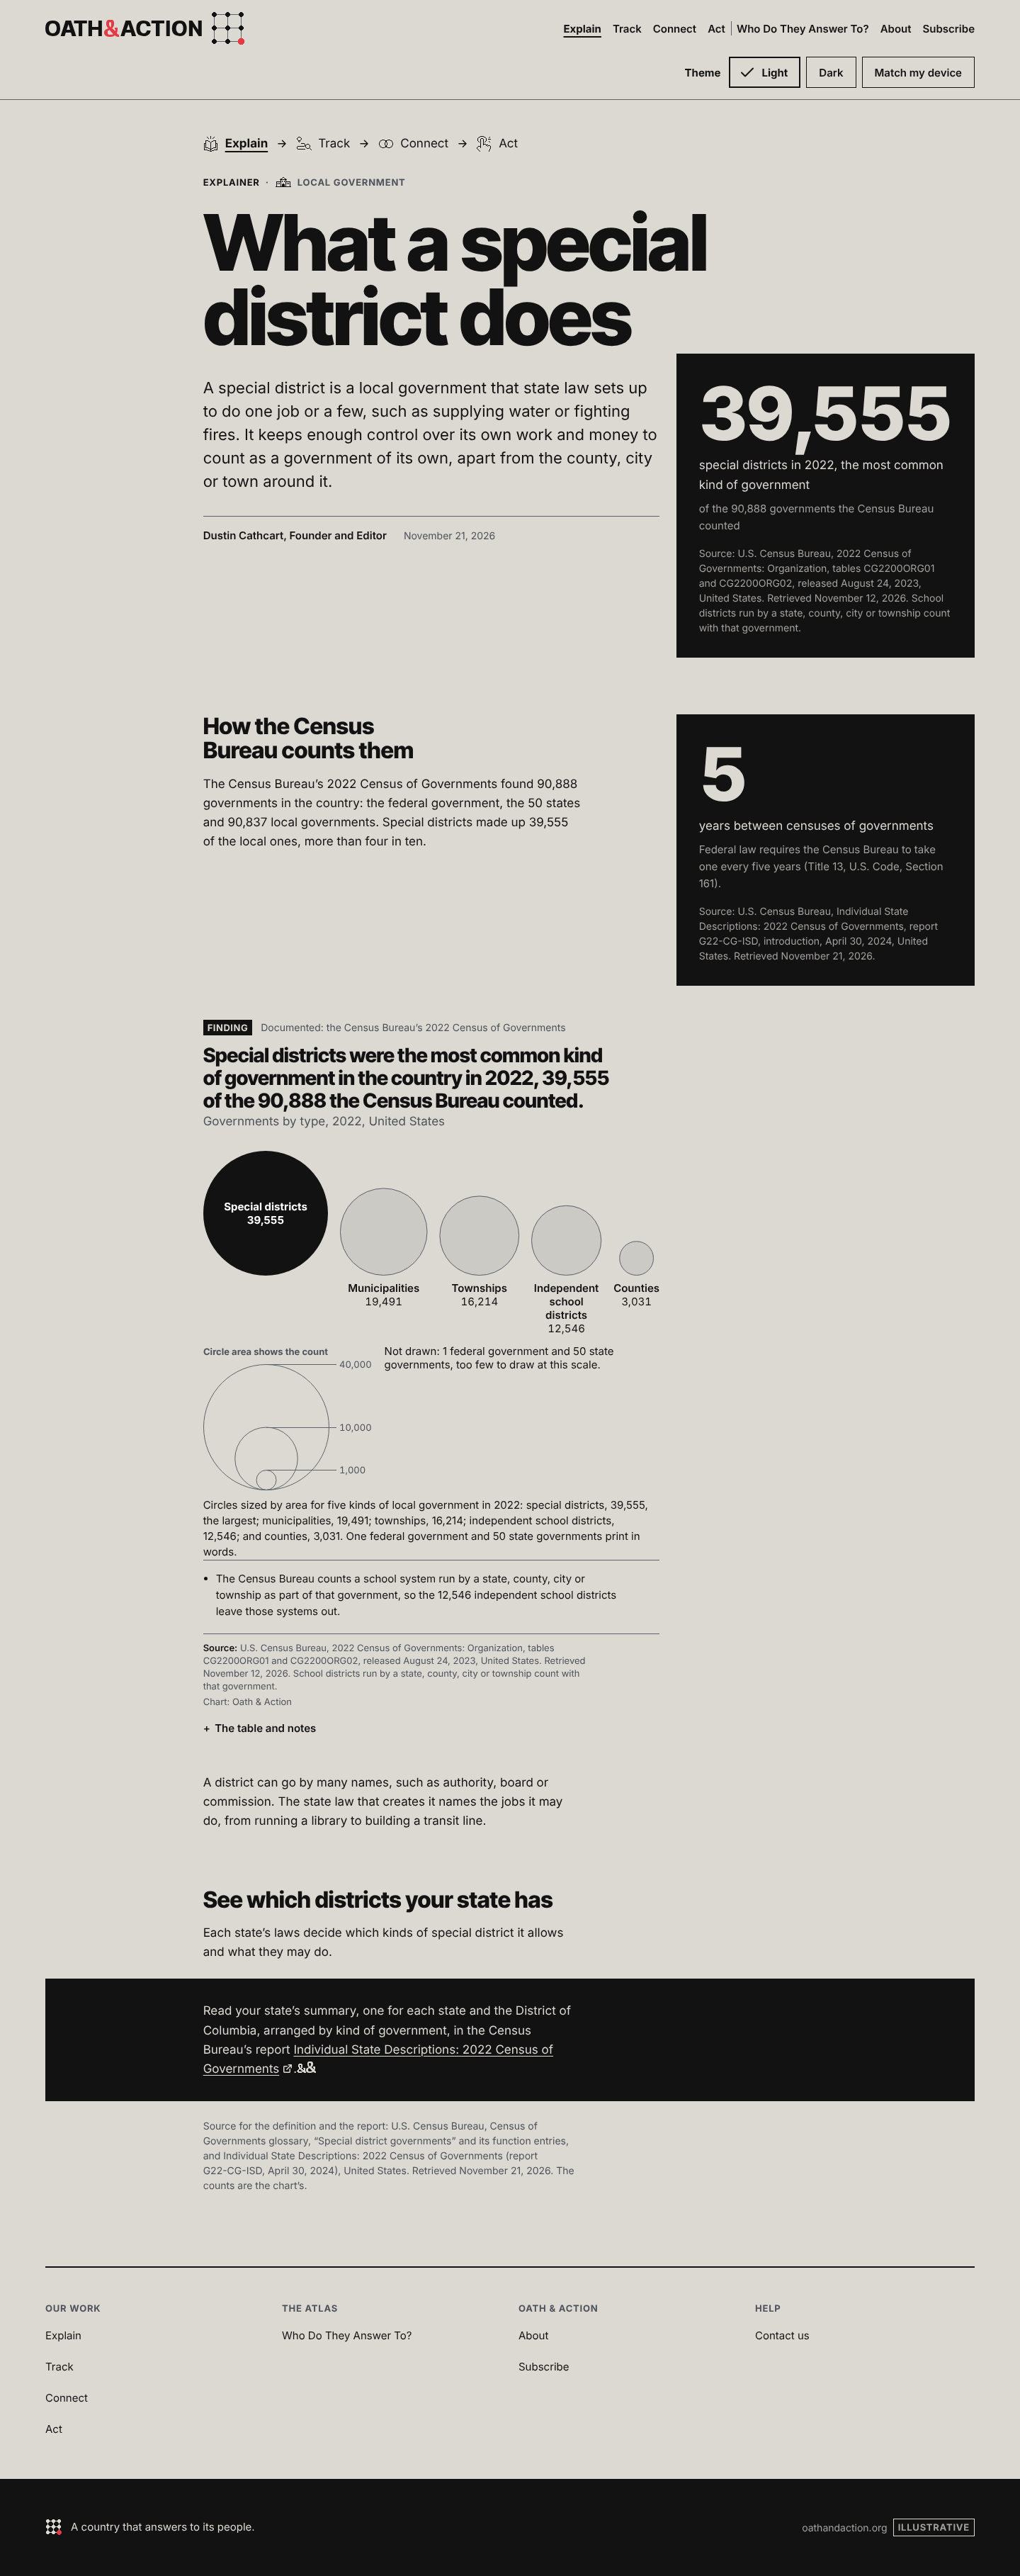 OATH&ACTION
Explain Track Connect Act Who Do They Answer To? About Subscribe
Theme Light Dark Match my device
Explain → Track → Connect → Act
EXPLAINER · LOCAL GOVERNMENT
What a special
district does
A special district is a local government that state law sets up
to do one job or a few, such as supplying water or fighting
fires. It keeps enough control over its own work and money to
count as a government of its own, apart from the county, city
or town around it.
Dustin Cathcart, Founder and Editor November 21, 2026
39,555
special districts in 2022, the most common
kind of government
of the 90,888 governments the Census Bureau
counted
Source: U.S. Census Bureau, 2022 Census of
Governments: Organization, tables CG2200ORG01
and CG2200ORG02, released August 24, 2023,
United States. Retrieved November 12, 2026. School
districts run by a state, county, city or township count
with that government.
How the Census
Bureau counts them
The Census Bureau’s 2022 Census of Governments found 90,888
governments in the country: the federal government, the 50 states
and 90,837 local governments. Special districts made up 39,555
of the local ones, more than four in ten.
5
years between censuses of governments
Federal law requires the Census Bureau to take
one every five years (Title 13, U.S. Code, Section
161).
Source: U.S. Census Bureau, Individual State
Descriptions: 2022 Census of Governments, report
G22-CG-ISD, introduction, April 30, 2024, United
States. Retrieved November 21, 2026.
FINDING Documented: the Census Bureau’s 2022 Census of Governments
Special districts were the most common kind
of government in the country in 2022, 39,555
of the 90,888 the Census Bureau counted.
Governments by type, 2022, United States
Special districts
39,555
Municipalities
19,491
Townships
16,214
Independent
school
districts
12,546
Counties
3,031
Circle area shows the count
40,000
10,000
1,000
Not drawn: 1 federal government and 50 state
governments, too few to draw at this scale.
Circles sized by area for five kinds of local government in 2022: special districts, 39,555,
the largest; municipalities, 19,491; townships, 16,214; independent school districts,
12,546; and counties, 3,031. One federal government and 50 state governments print in
words.
• The Census Bureau counts a school system run by a state, county, city or
township as part of that government, so the 12,546 independent school districts
leave those systems out.
Source: U.S. Census Bureau, 2022 Census of Governments: Organization, tables
CG2200ORG01 and CG2200ORG02, released August 24, 2023, United States. Retrieved
November 12, 2026. School districts run by a state, county, city or township count with
that government.
Chart: Oath & Action
+ The table and notes
A district can go by many names, such as authority, board or
commission. The state law that creates it names the jobs it may
do, from running a library to building a transit line.
See which districts your state has
Each state’s laws decide which kinds of special district it allows
and what they may do.
Read your state’s summary, one for each state and the District of
Columbia, arranged by kind of government, in the Census
Bureau’s report Individual State Descriptions: 2022 Census of
Governments .&&
Source for the definition and the report: U.S. Census Bureau, Census of
Governments glossary, “Special district governments” and its function entries,
and Individual State Descriptions: 2022 Census of Governments (report
G22-CG-ISD, April 30, 2024), United States. Retrieved November 21, 2026. The
counts are the chart’s.
OUR WORK
Explain
Track
Connect
Act
THE ATLAS
Who Do They Answer To?
OATH & ACTION
About
Subscribe
HELP
Contact us
A country that answers to its people.
oathandaction.org ILLUSTRATIVE